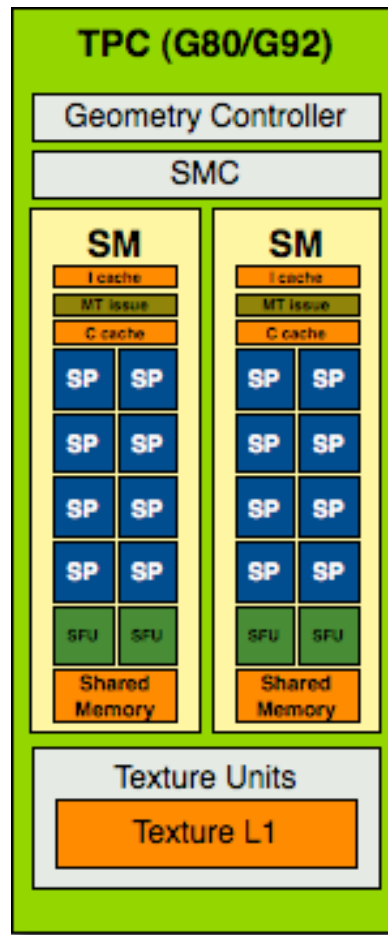 TPC (G80/G92)
Geometry Controller
SMC
SM
I cache
MT issue
C cache
SP SP
SP SP
SP SP
SP SP
SFU SFU
Shared
Memory
SM
I cache
MT issue
C cache
SP SP
SP SP
SP SP
SP SP
SFU SFU
Shared
Memory
Texture Units
Texture L1